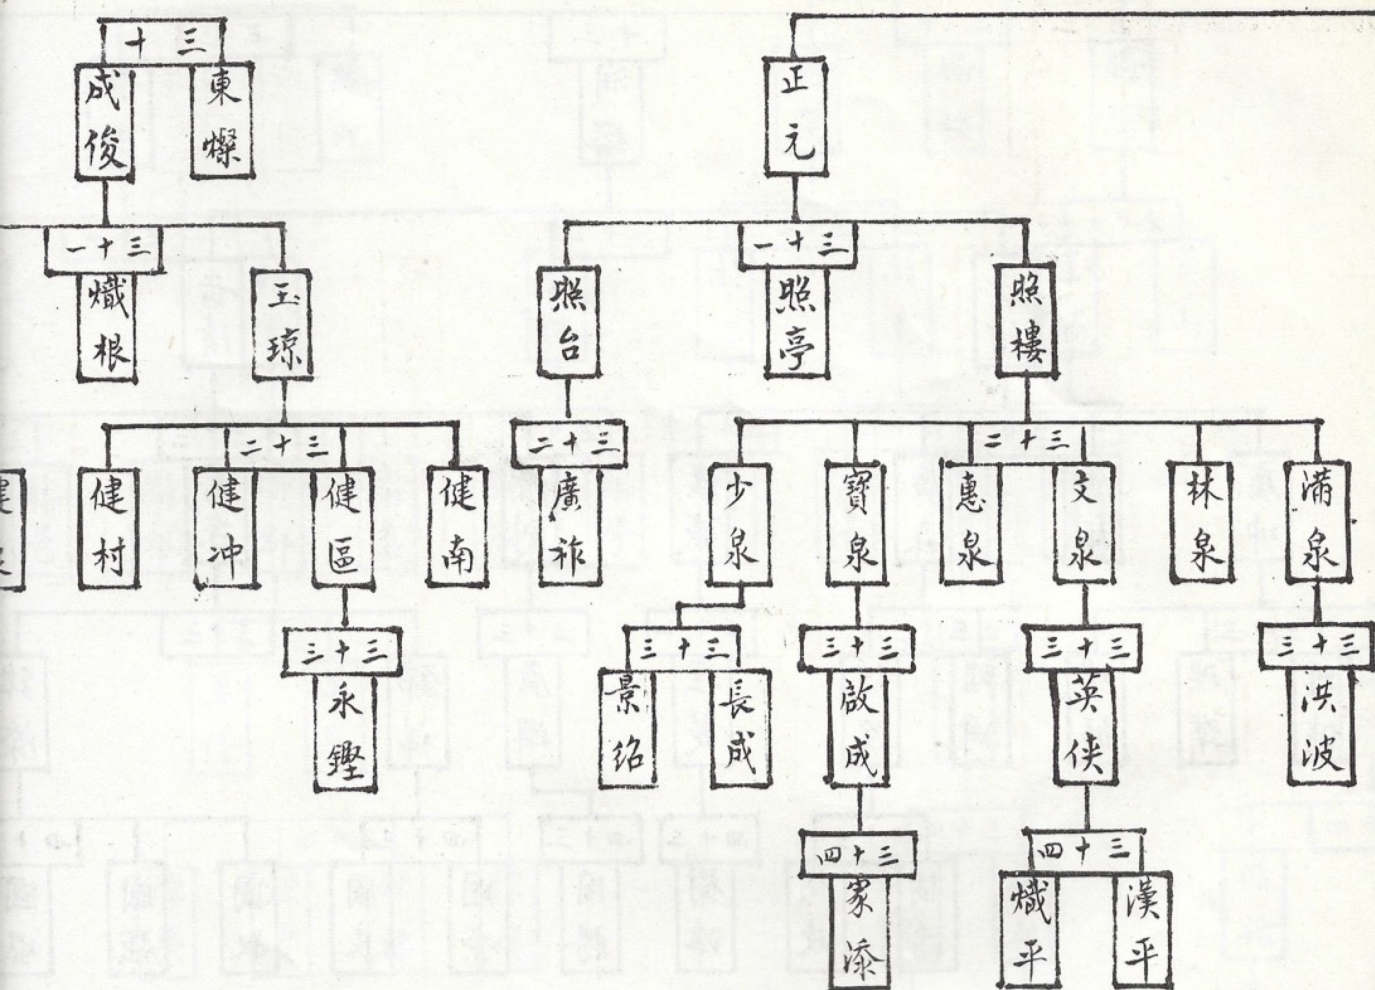 三十
東燦
成俊
正元
三十一
玉琼
熾根
三十一
照樓
照亭
照台
三十二
健南
健區
健冲
健村
三十二
廣祚
三十二
滿泉
林泉
文泉
惠泉
寶泉
少泉
三十三
永鏗
三十三
長成
景紹
三十三
啟成
三十三
英俠
三十三
洪波
三十四
家添
三十四
漢平
熾平